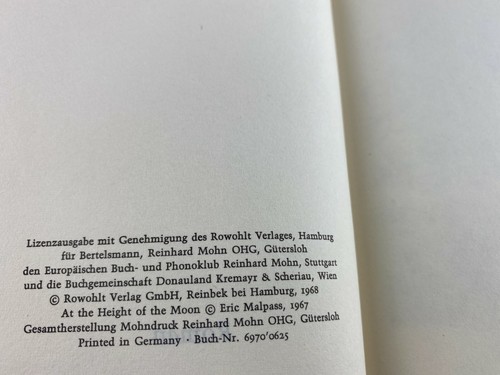 Lizenzausgabe mit Genehmigung des Rowohlt Verlages, Hamburg
für Bertelsmann, Reinhard Mohn OHG, Gütersloh
den Europäischen Buch- und Phonoklub Reinhard Mohn, Stuttgart
und die Buchgemeinschaft Donauland Kremayr & Scheriau, Wien
© Rowohlt Verlag GmbH, Reinbek bei Hamburg, 1968
At the Height of the Moon © Eric Malpass, 1967
Gesamtherstellung Mohndruck Reinhard Mohn OHG, Gütersloh
Printed in Germany · Buch-Nr. 6970'0625